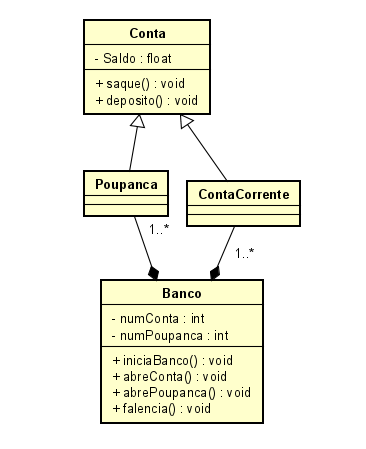 Conta
- Saldo : float
+ saque() : void
+ deposito() : void
Poupanca
ContaCorrente
1..*
1..*
Banco
- numConta : int
- numPoupanca : int
+ iniciaBanco() : void
+ abreConta() : void
+ abrePoupanca() : void
+ falencia() : void